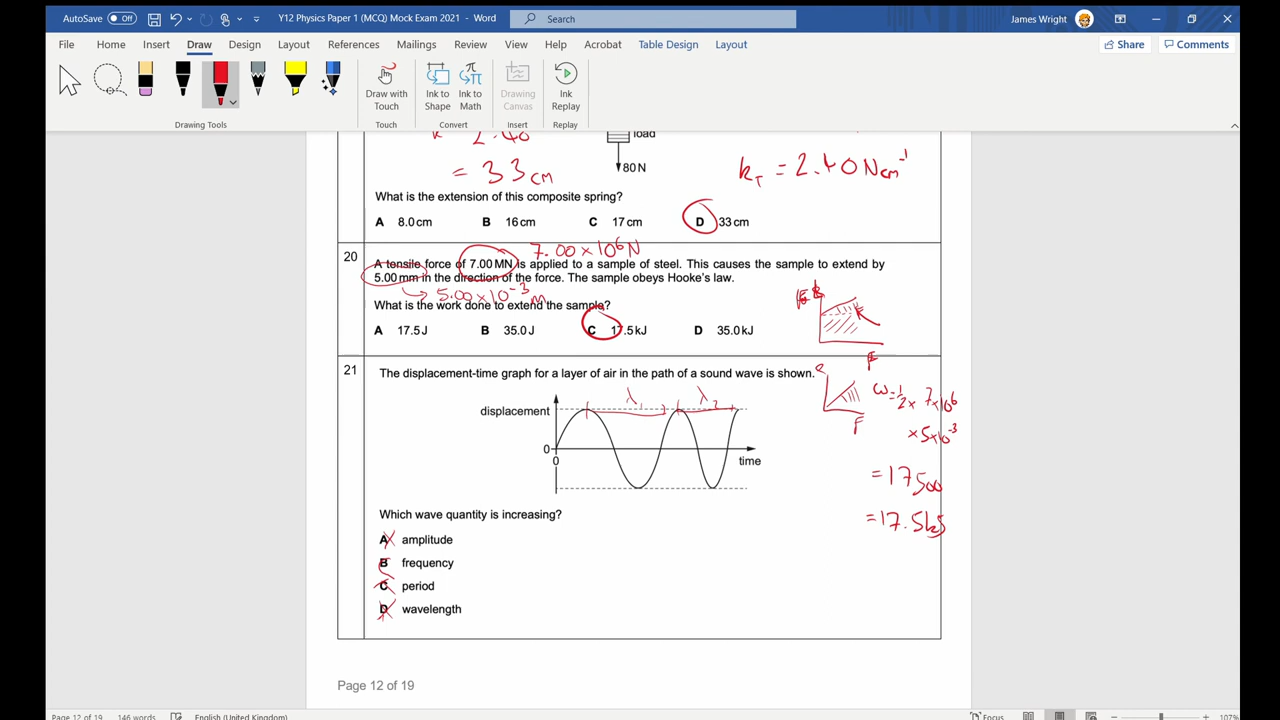 AutoSave Off Y12 Physics Paper 1 (MCQ) Mock Exam 2021 - Word Search James Wright
File Home Insert Draw Design Layout References Mailings Review View Help Acrobat Table Design Layout Share Comments
Draw with Touch Ink to Shape Ink to Math Drawing Canvas Ink Replay
Drawing Tools Touch Convert Insert Replay
2.40 load
= 33 cm 80 N k_T = 2.40 N cm⁻¹
What is the extension of this composite spring?
A 8.0 cm B 16 cm C 17 cm D 33 cm
7.00 × 10⁶ N
20 A tensile force of 7.00 MN is applied to a sample of steel. This causes the sample to extend by
5.00 mm in the direction of the force. The sample obeys Hooke's law.
5.00 × 10⁻³ m
What is the work done to extend the sample?
A 17.5 J B 35.0 J C 17.5 kJ D 35.0 kJ
F
21 The displacement-time graph for a layer of air in the path of a sound wave is shown.
e
λ₁ λ₂ ω = 1/2 × 7 × 10⁶
displacement
F × 5 × 10⁻³
0
0 time
= 17500
Which wave quantity is increasing?
= 17.5 kJ
A amplitude
B frequency
C period
D wavelength
Page 12 of 19
Page 12 of 19 146 words English (United Kingdom) Focus 107%